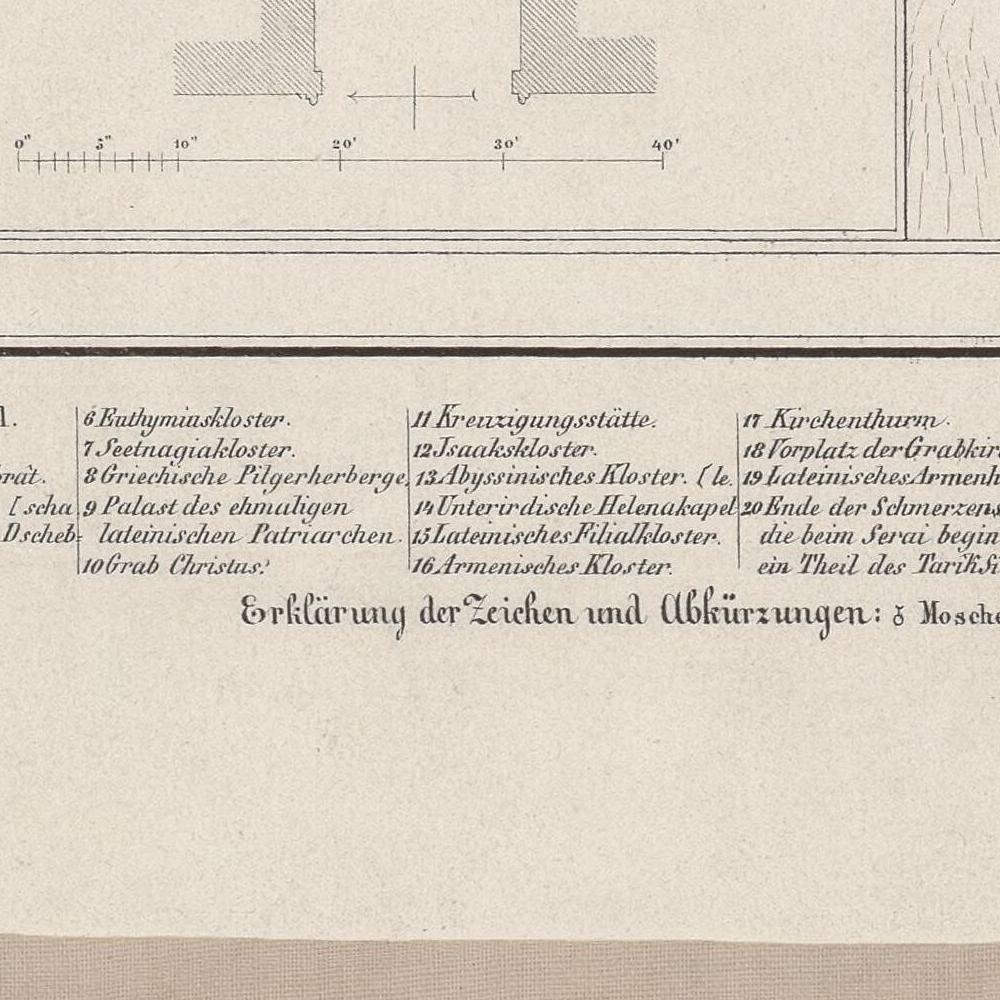 0" 5" 10" 20' 30' 40'
1.
rât.
[scha
Dscheb-
6 Euthymiuskloster.
7 Seetnagiakloster.
8 Griechische Pilgerherberge,
9 Palast des ehmaligen
lateinischen Patriarchen.
10 Grab Christus?
11 Kreuzigungsstätte.
12 Isaakskloster.
13 Abyssinisches Kloster. (le.
14 Unterirdische Helenakapel
15 Lateinisches Filialkloster.
16 Armenisches Kloster.
17 Kirchenthurm.
18 Vorplatz der Grabkir
19 Lateinisches Armenh
20 Ende der Schmerzens
die beim Serai begin
ein Theil des Tarik Si
Erklärung der Zeichen und Abkürzungen: ♉ Mosche